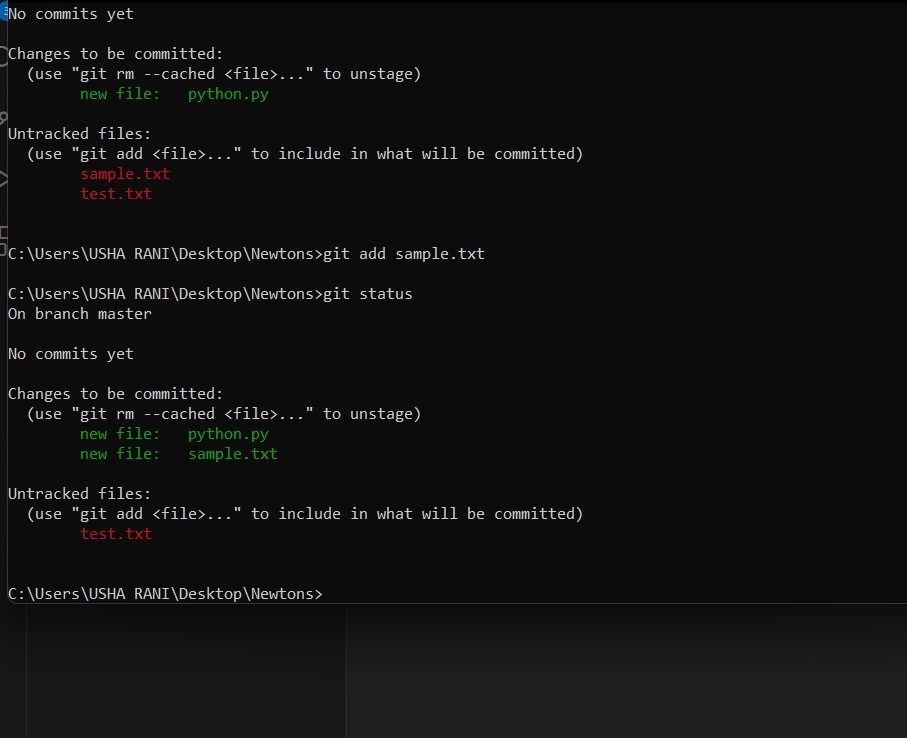 No commits yet
Changes to be committed:
(use "git rm --cached <file>..." to unstage)
new file: python.py
Untracked files:
(use "git add <file>..." to include in what will be committed)
sample.txt
test.txt
C:\Users\USHA RANI\Desktop\Newtons>git add sample.txt
C:\Users\USHA RANI\Desktop\Newtons>git status
On branch master
No commits yet
Changes to be committed:
(use "git rm --cached <file>..." to unstage)
new file: python.py
new file: sample.txt
Untracked files:
(use "git add <file>..." to include in what will be committed)
test.txt
C:\Users\USHA RANI\Desktop\Newtons>